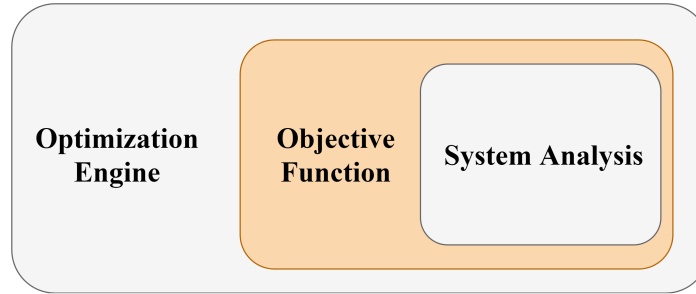 Optimization
Engine
Objective
Function
System Analysis